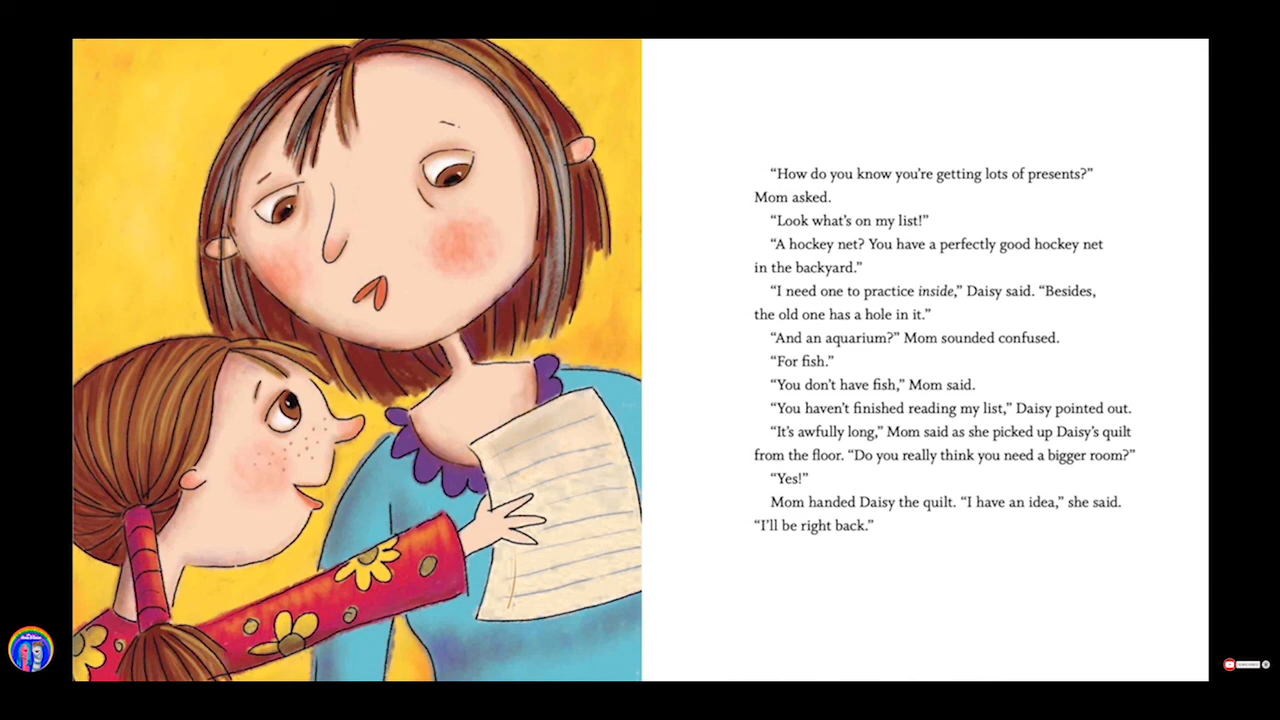 “How do you know you’re getting lots of presents?”
Mom asked.
“Look what’s on my list!”
“A hockey net? You have a perfectly good hockey net
in the backyard.”
“I need one to practice inside,” Daisy said. “Besides,
the old one has a hole in it.”
“And an aquarium?” Mom sounded confused.
“For fish.”
“You don’t have fish,” Mom said.
“You haven’t finished reading my list,” Daisy pointed out.
“It’s awfully long,” Mom said as she picked up Daisy’s quilt
from the floor. “Do you really think you need a bigger room?”
“Yes!”
Mom handed Daisy the quilt. “I have an idea,” she said.
“I’ll be right back.”